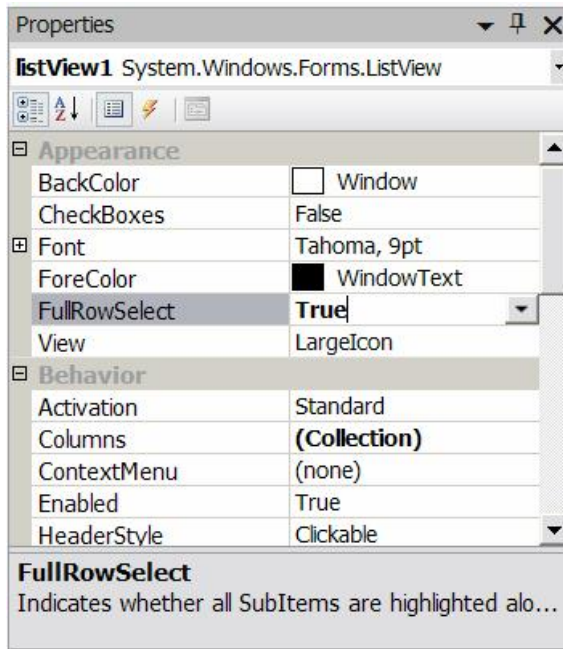 Properties
listView1 System.Windows.Forms.ListView
Appearance
BackColor Window
CheckBoxes False
Font Tahoma, 9pt
ForeColor WindowText
FullRowSelect True
View LargeIcon
Behavior
Activation Standard
Columns (Collection)
ContextMenu (none)
Enabled True
HeaderStyle Clickable
FullRowSelect
Indicates whether all SubItems are highlighted alo...